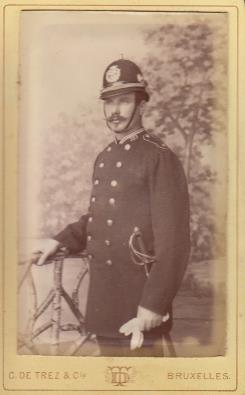 C. DE TREZ & Cie BRUXELLES.